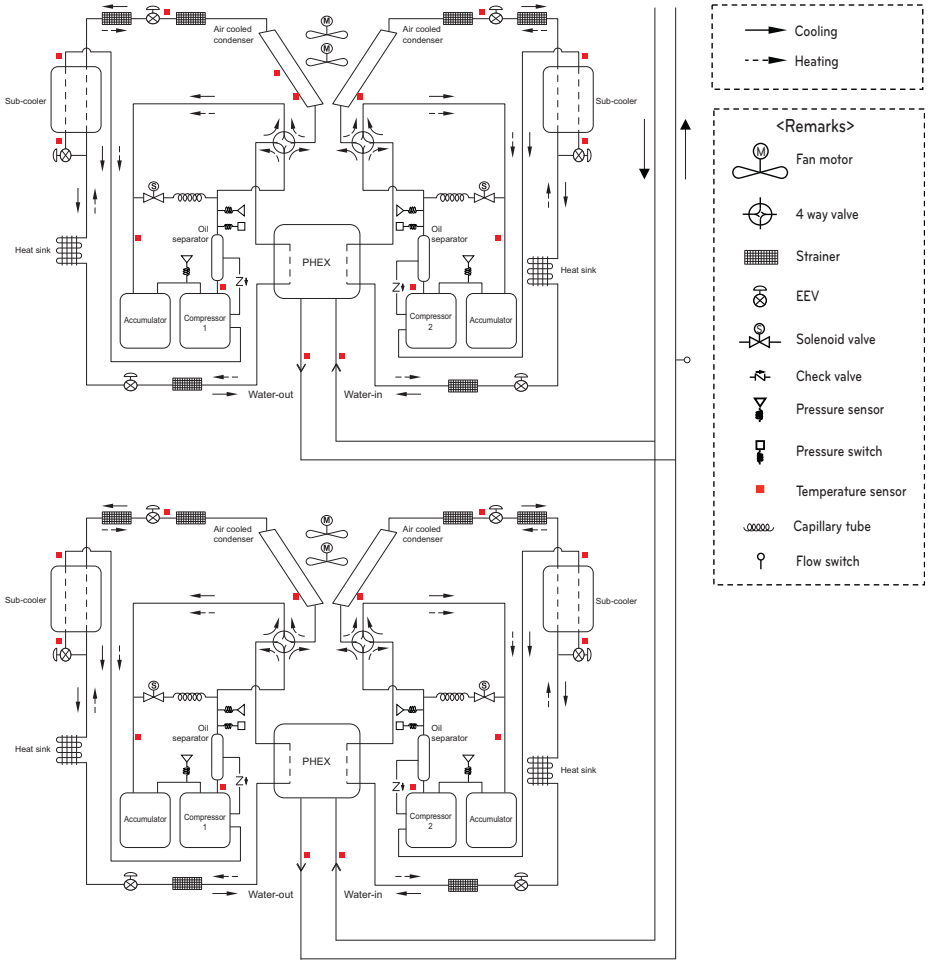 M
M
Air cooled
condenser
Air cooled
condenser
Sub-cooler
Sub-cooler
S
S
Oil
separator
Oil
separator
Heat sink
Heat sink
PHEX
Z
Z
Accumulator
Compressor
1
Compressor
2
Accumulator
Water-out
Water-in
M
M
Air cooled
condenser
Air cooled
condenser
Sub-cooler
Sub-cooler
S
S
Oil
separator
Oil
separator
Heat sink
Heat sink
PHEX
Z
Z
Accumulator
Compressor
1
Compressor
2
Accumulator
Water-out
Water-in
Cooling
Heating
<Remarks>
M
Fan motor
4 way valve
Strainer
EEV
S
Solenoid valve
Check valve
Pressure sensor
Pressure switch
Temperature sensor
Capillary tube
Flow switch